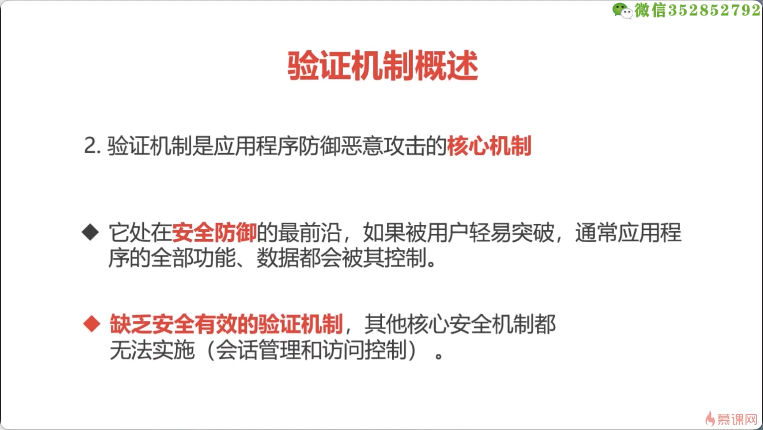 微信352852792
验证机制概述
2. 验证机制是应用程序防御恶意攻击的核心机制
它处在安全防御的最前沿，如果被用户轻易突破，通常应用程
序的全部功能、数据都会被其控制。
缺乏安全有效的验证机制，其他核心安全机制都
无法实施（会话管理和访问控制） 。
慕课网